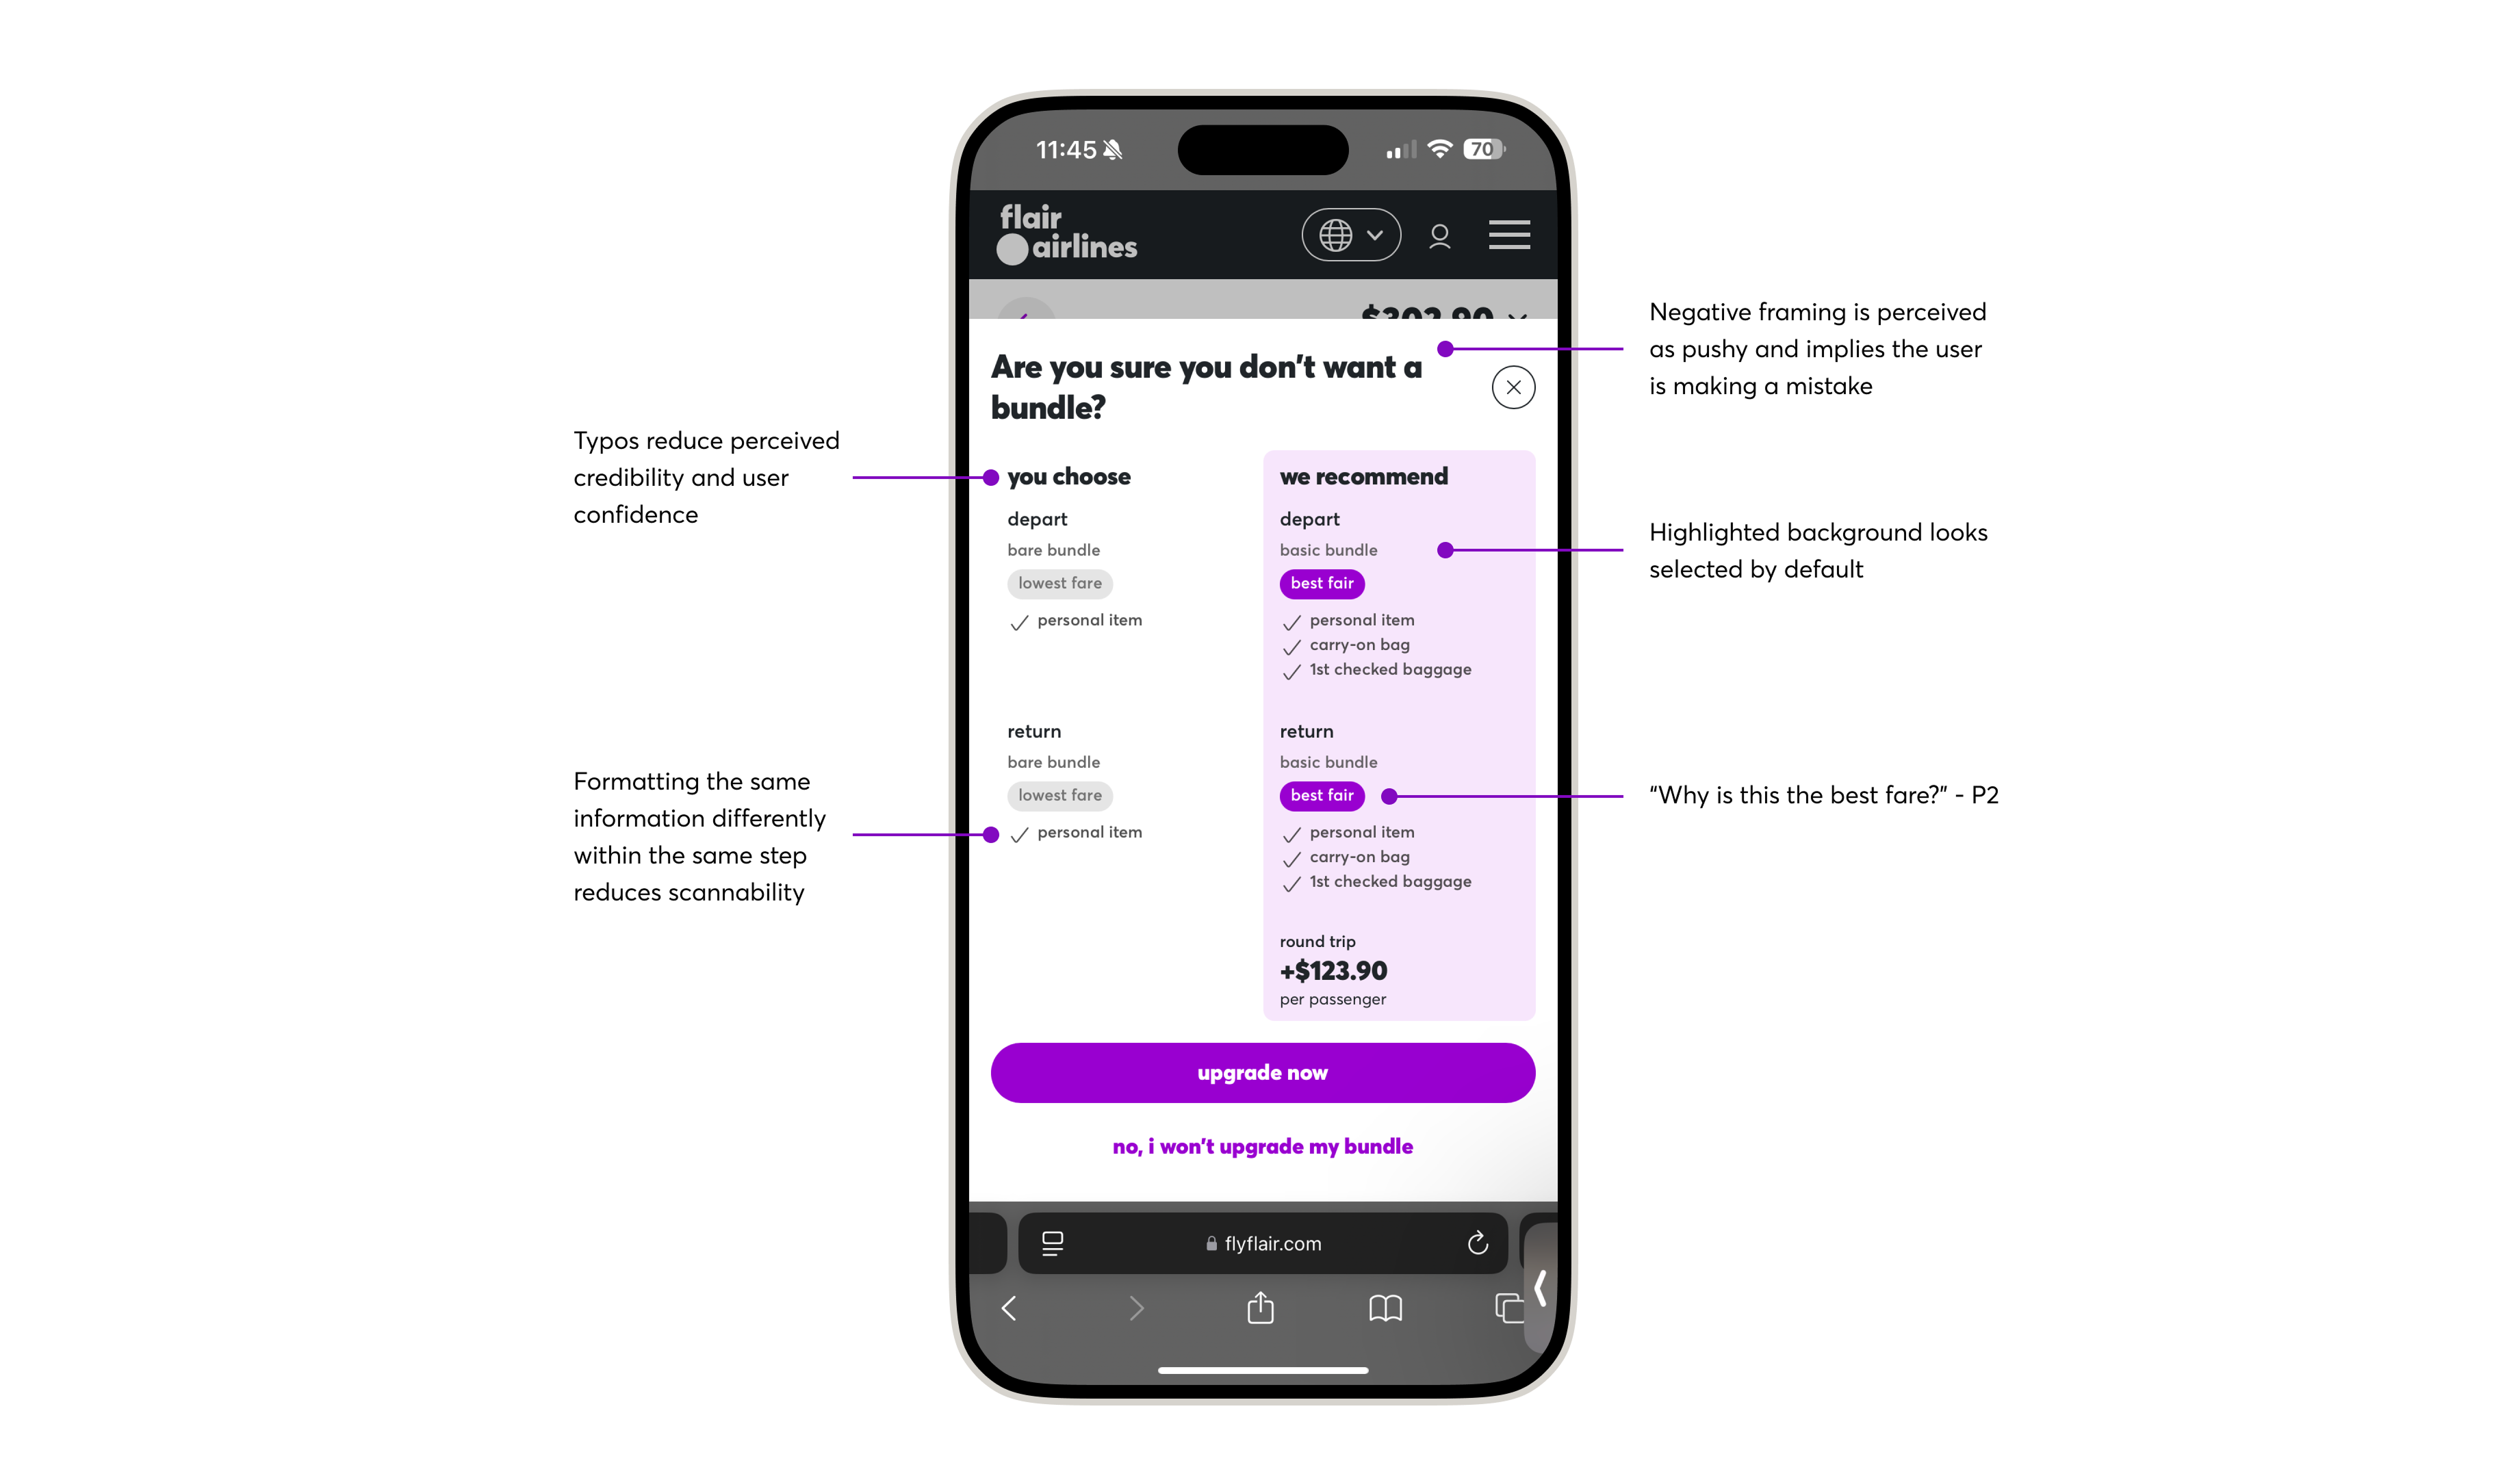 11:45
70
flair
airlines
$302.90
Are you sure you don't want a
bundle?
you choose
we recommend
depart
bare bundle
lowest fare
personal item
depart
basic bundle
best fair
personal item
carry-on bag
1st checked baggage
return
bare bundle
lowest fare
personal item
return
basic bundle
best fair
personal item
carry-on bag
1st checked baggage
round trip
+$123.90
per passenger
upgrade now
no, i won't upgrade my bundle
flyflair.com
Typos reduce perceived
credibility and user
confidence
Formatting the same
information differently
within the same step
reduces scannability
Negative framing is perceived
as pushy and implies the user
is making a mistake
Highlighted background looks
selected by default
“Why is this the best fare?” - P2